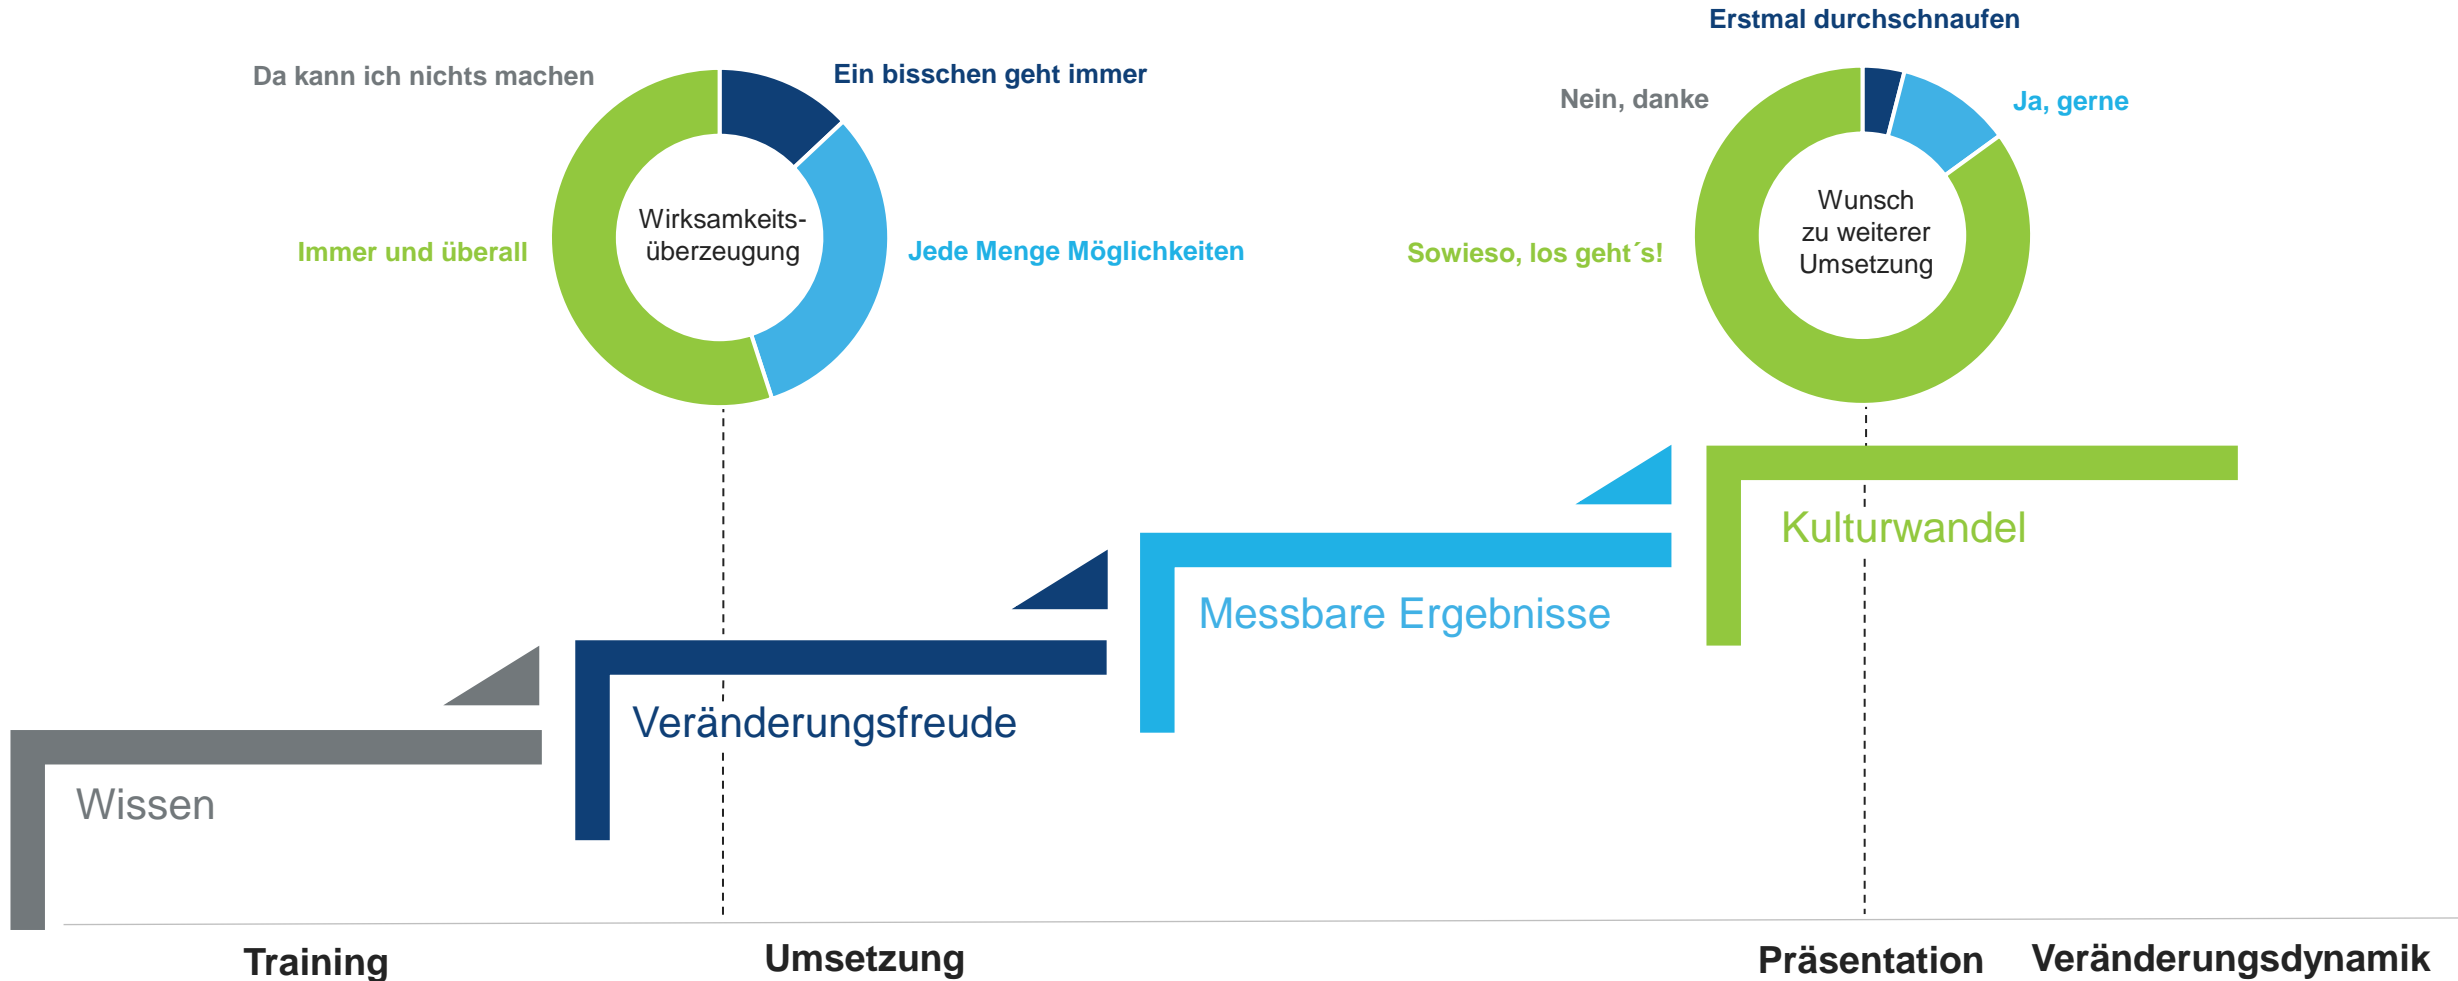 Erstmal durchschnaufen
Da kann ich nichts machen
Ein bisschen geht immer
Nein, danke
Ja, gerne
Wirksamkeits-
überzeugung
Immer und überall
Jede Menge Möglichkeiten
Wunsch
zu weiterer
Umsetzung
Sowieso, los geht´s!
Kulturwandel
Messbare Ergebnisse
Veränderungsfreude
Wissen
Training
Umsetzung
Präsentation
Veränderungsdynamik